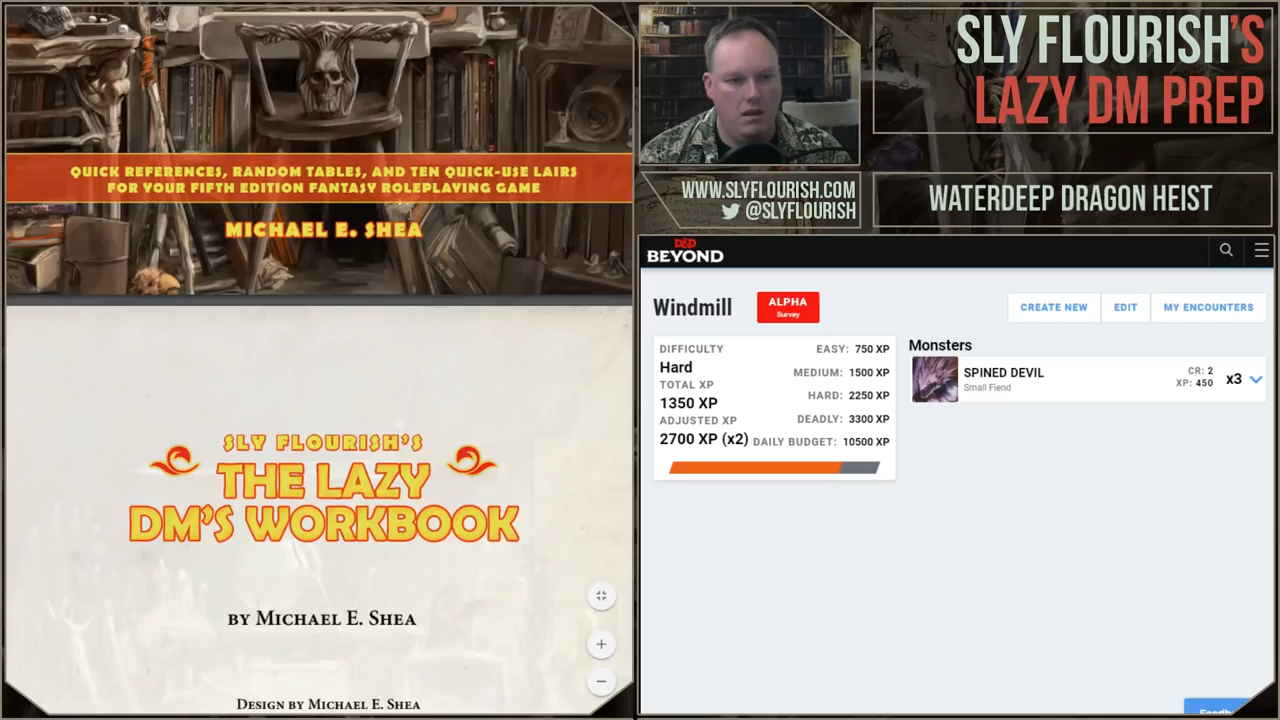 QUICK REFERENCES, RANDOM TABLES, AND TEN QUICK-USE LAIRS
FOR YOUR FIFTH EDITION FANTASY ROLEPLAYING GAME
MICHAEL E. SHEA
SLY FLOURISH'S
THE LAZY
DM'S WORKBOOK
BY MICHAEL E. SHEA
DESIGN BY MICHAEL E. SHEA
SLY FLOURISH'S
LAZY DM PREP
WWW.SLYFLOURISH.COM
@SLYFLOURISH
WATERDEEP DRAGON HEIST
D&D
BEYOND
Windmill
ALPHA
Survey
CREATE NEW
EDIT
MY ENCOUNTERS
DIFFICULTY
Hard
TOTAL XP
1350 XP
ADJUSTED XP
2700 XP (x2)
EASY: 750 XP
MEDIUM: 1500 XP
HARD: 2250 XP
DEADLY: 3300 XP
DAILY BUDGET: 10500 XP
Monsters
SPINED DEVIL
Small Fiend
CR: 2
XP: 450
x3